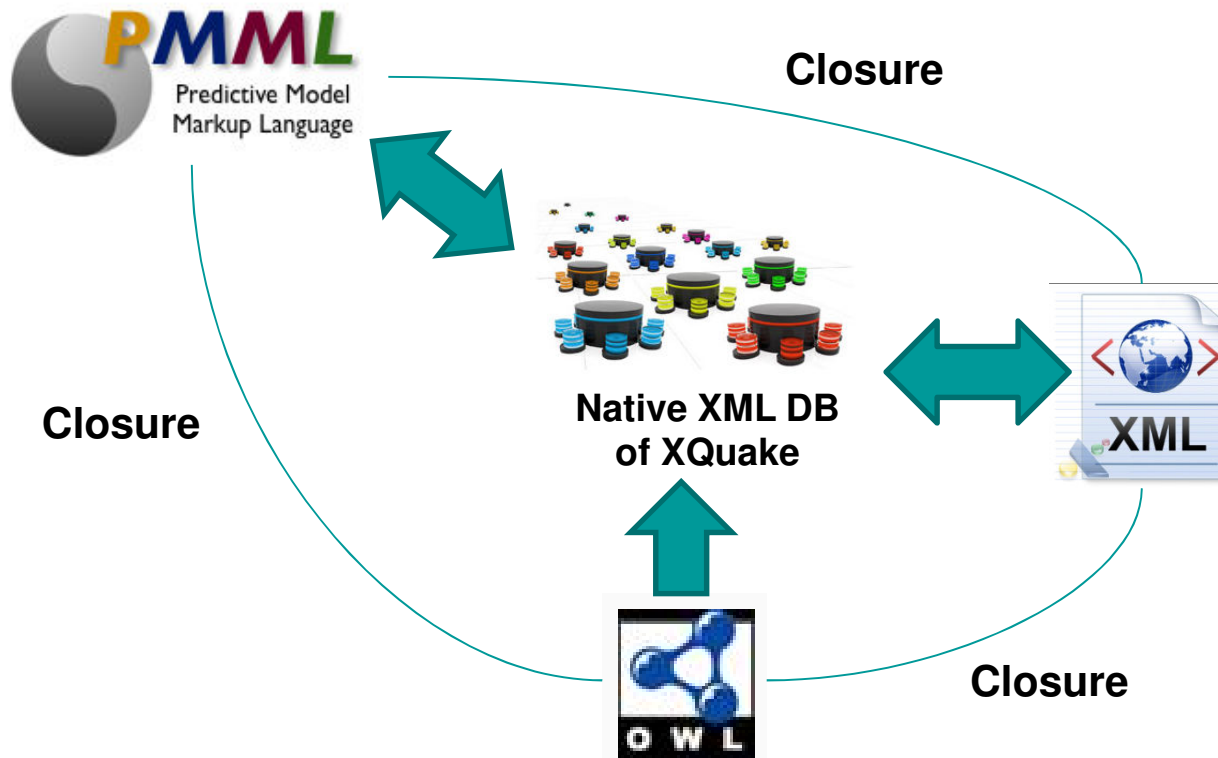 PMML
Predictive Model
Markup Language
Closure
Closure
Native XML DB
of XQuake
< >
XML
OWL
Closure